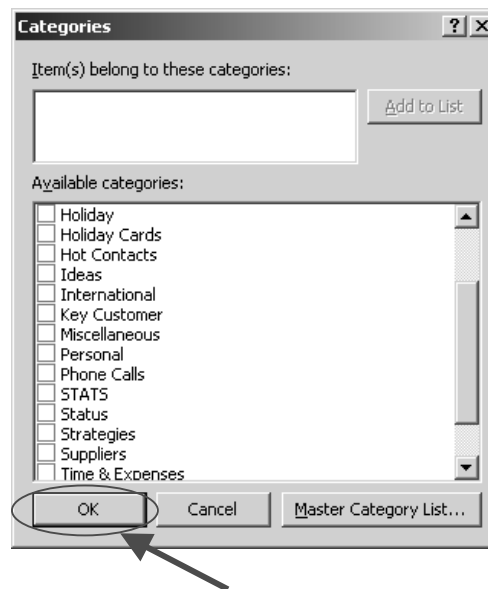 Categories
Item(s) belong to these categories:
Add to List
Available categories:
Holiday
Holiday Cards
Hot Contacts
Ideas
International
Key Customer
Miscellaneous
Personal
Phone Calls
STATS
Status
Strategies
Suppliers
Time & Expenses
OK Cancel Master Category List...